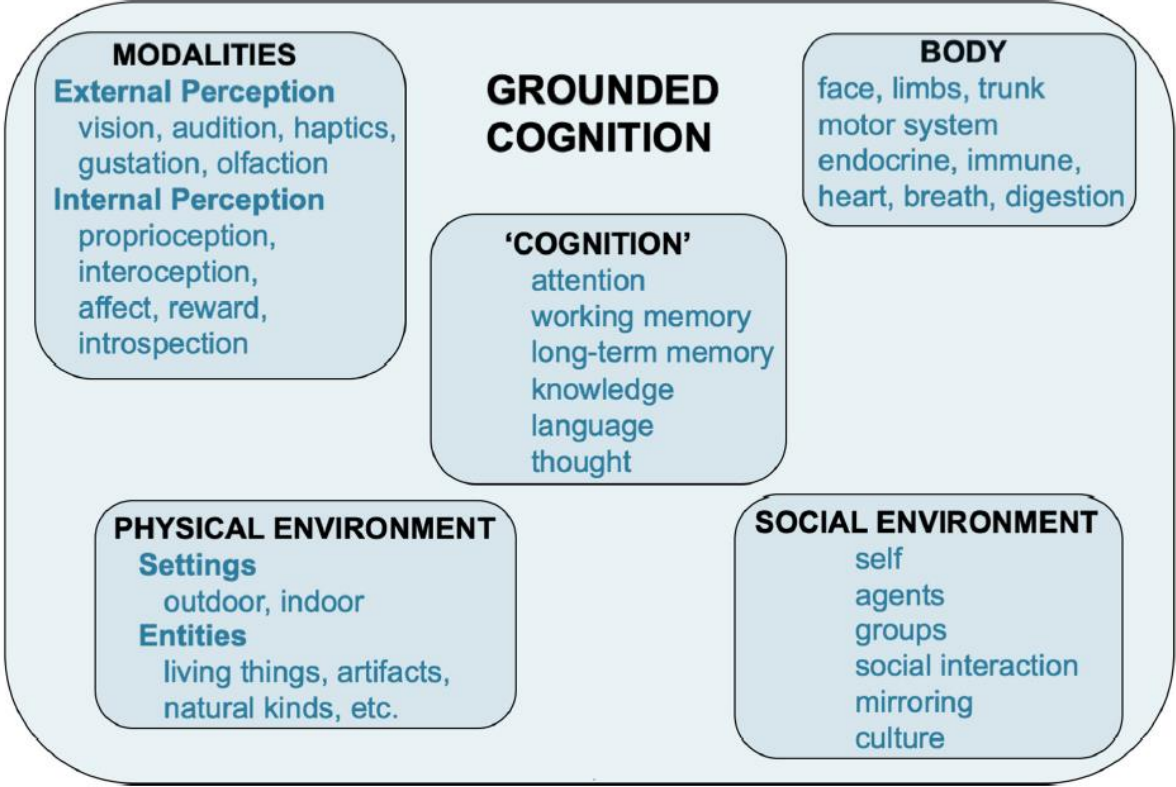 MODALITIES
External Perception
vision, audition, haptics,
gustation, olfaction
Internal Perception
proprioception,
interoception,
affect, reward,
introspection
GROUNDED
COGNITION
BODY
face, limbs, trunk
motor system
endocrine, immune,
heart, breath, digestion
‘COGNITION’
attention
working memory
long-term memory
knowledge
language
thought
PHYSICAL ENVIRONMENT
Settings
outdoor, indoor
Entities
living things, artifacts,
natural kinds, etc.
SOCIAL ENVIRONMENT
self
agents
groups
social interaction
mirroring
culture